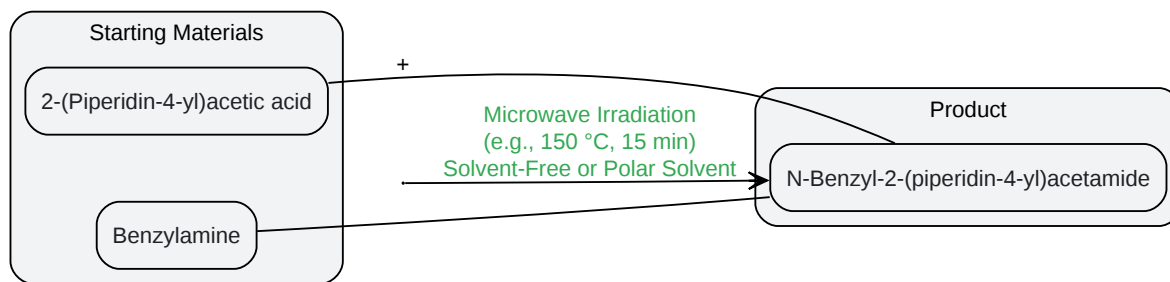 Starting Materials
2-(Piperidin-4-yl)acetic acid
Benzylamine
+
Microwave Irradiation
(e.g., 150 °C, 15 min)
Solvent-Free or Polar Solvent
Product
N-Benzyl-2-(piperidin-4-yl)acetamide